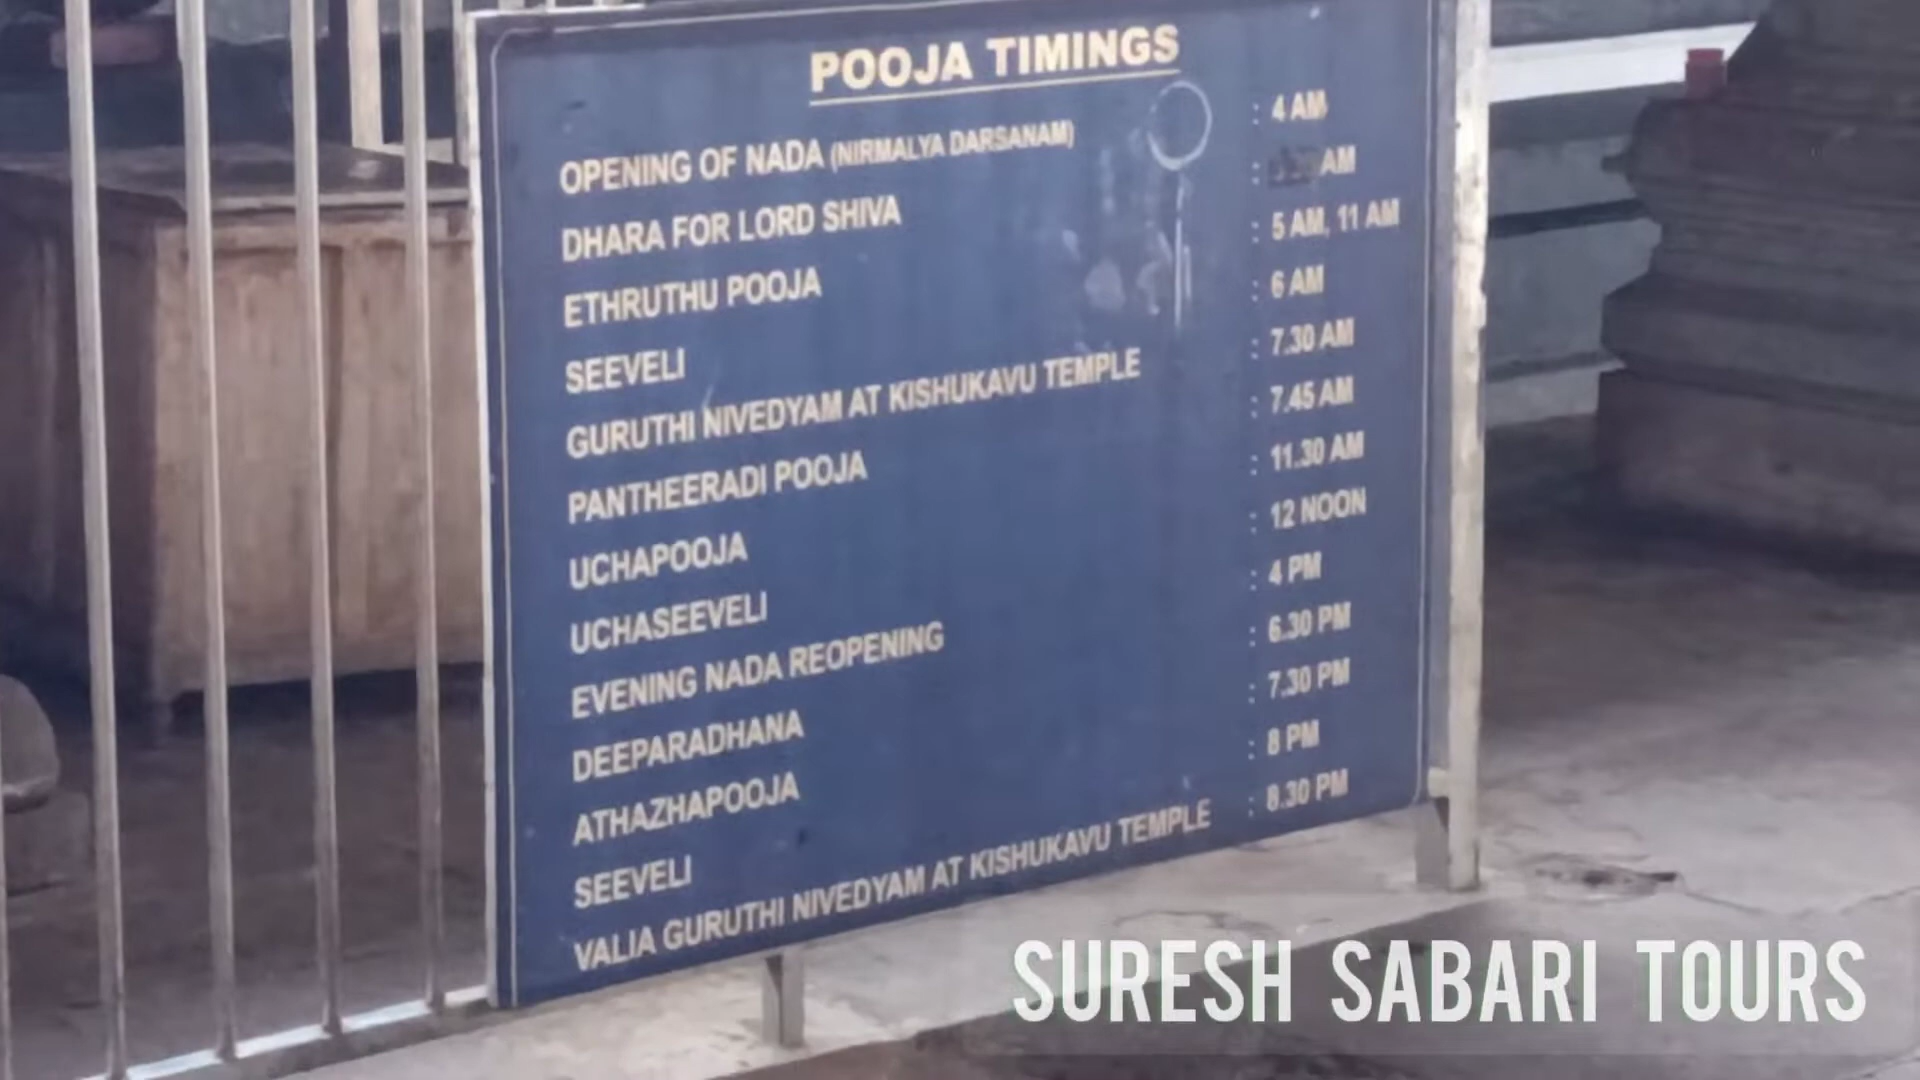 POOJA TIMINGS
OPENING OF NADA (NIRMALYA DARSANAM) : 4 AM
DHARA FOR LORD SHIVA : AM
ETHRUTHU POOJA : 5 AM, 11 AM
SEEVELI : 6 AM
GURUTHI NIVEDYAM AT KISHUKAVU TEMPLE : 7.30 AM
PANTHEERADI POOJA : 7.45 AM
UCHAPOOJA : 11.30 AM
UCHASEEVELI : 12 NOON
EVENING NADA REOPENING : 4 PM
DEEPARADHANA : 6.30 PM
ATHAZHAPOOJA : 7.30 PM
SEEVELI : 8 PM
VALIA GURUTHI NIVEDYAM AT KISHUKAVU TEMPLE : 8.30 PM
SURESH SABARI TOURS